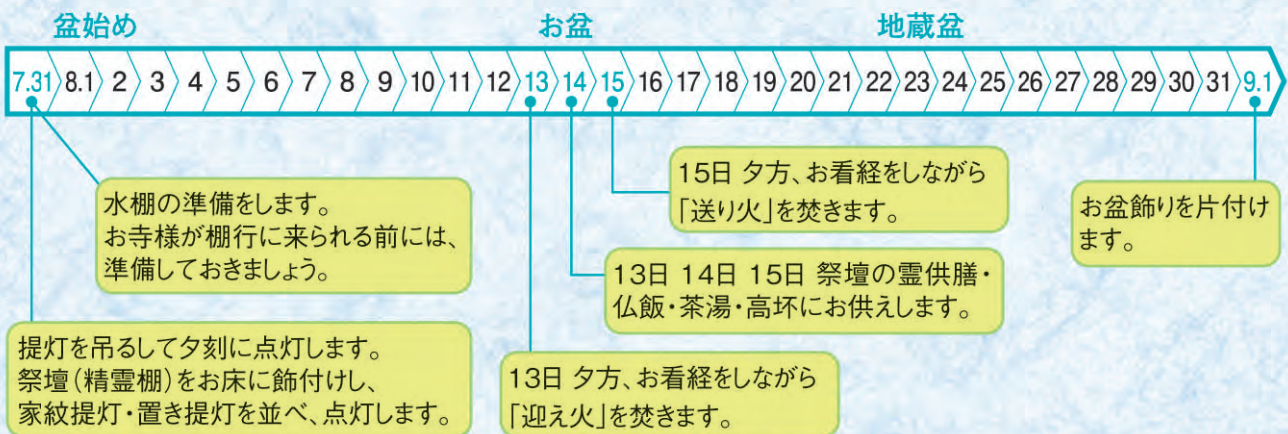 盆始め
お盆
地蔵盆
7.31 8.1 2 3 4 5 6 7 8 9 10 11 12 13 14 15 16 17 18 19 20 21 22 23 24 25 26 27 28 29 30 31 9.1
水棚の準備をします。
お寺様が棚行に来られる前には、
準備しておきましょう。
提灯を吊るして夕刻に点灯します。
祭壇(精霊棚)をお床に飾付けし、
家紋提灯・置き提灯を並べ、点灯します。
15日 夕方、お看経をしながら
「送り火」を焚きます。
13日 14日 15日 祭壇の霊供膳・
仏飯・茶湯・高坏にお供えします。
13日 夕方、お看経をしながら
「迎え火」を焚きます。
お盆飾りを片付け
ます。